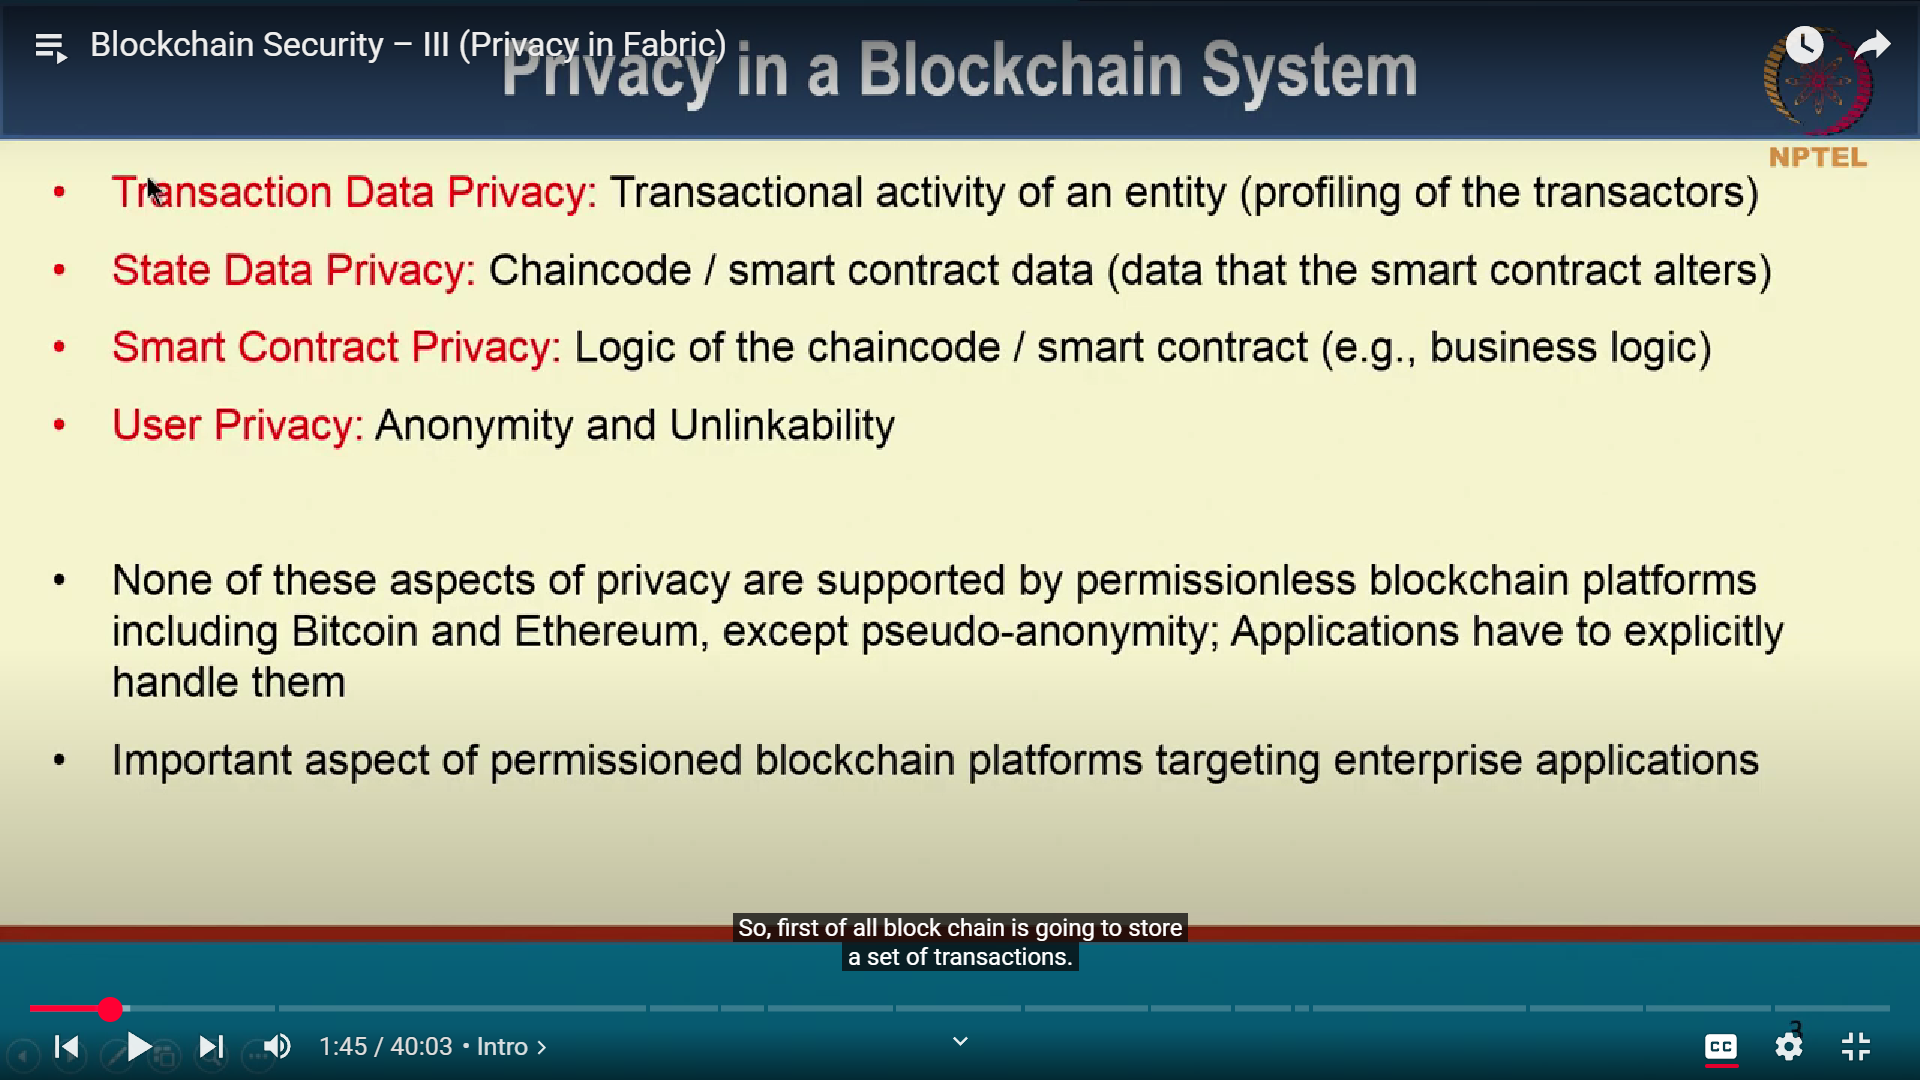 Blockchain Security – III (Privacy in Fabric)
Privacy in a Blockchain System
NPTEL
• Transaction Data Privacy: Transactional activity of an entity (profiling of the transactors)
• State Data Privacy: Chaincode / smart contract data (data that the smart contract alters)
• Smart Contract Privacy: Logic of the chaincode / smart contract (e.g., business logic)
• User Privacy: Anonymity and Unlinkability
• None of these aspects of privacy are supported by permissionless blockchain platforms
including Bitcoin and Ethereum, except pseudo-anonymity; Applications have to explicitly
handle them
• Important aspect of permissioned blockchain platforms targeting enterprise applications
So, first of all block chain is going to store
a set of transactions.
3
1:45 / 40:03 • Intro >
CC